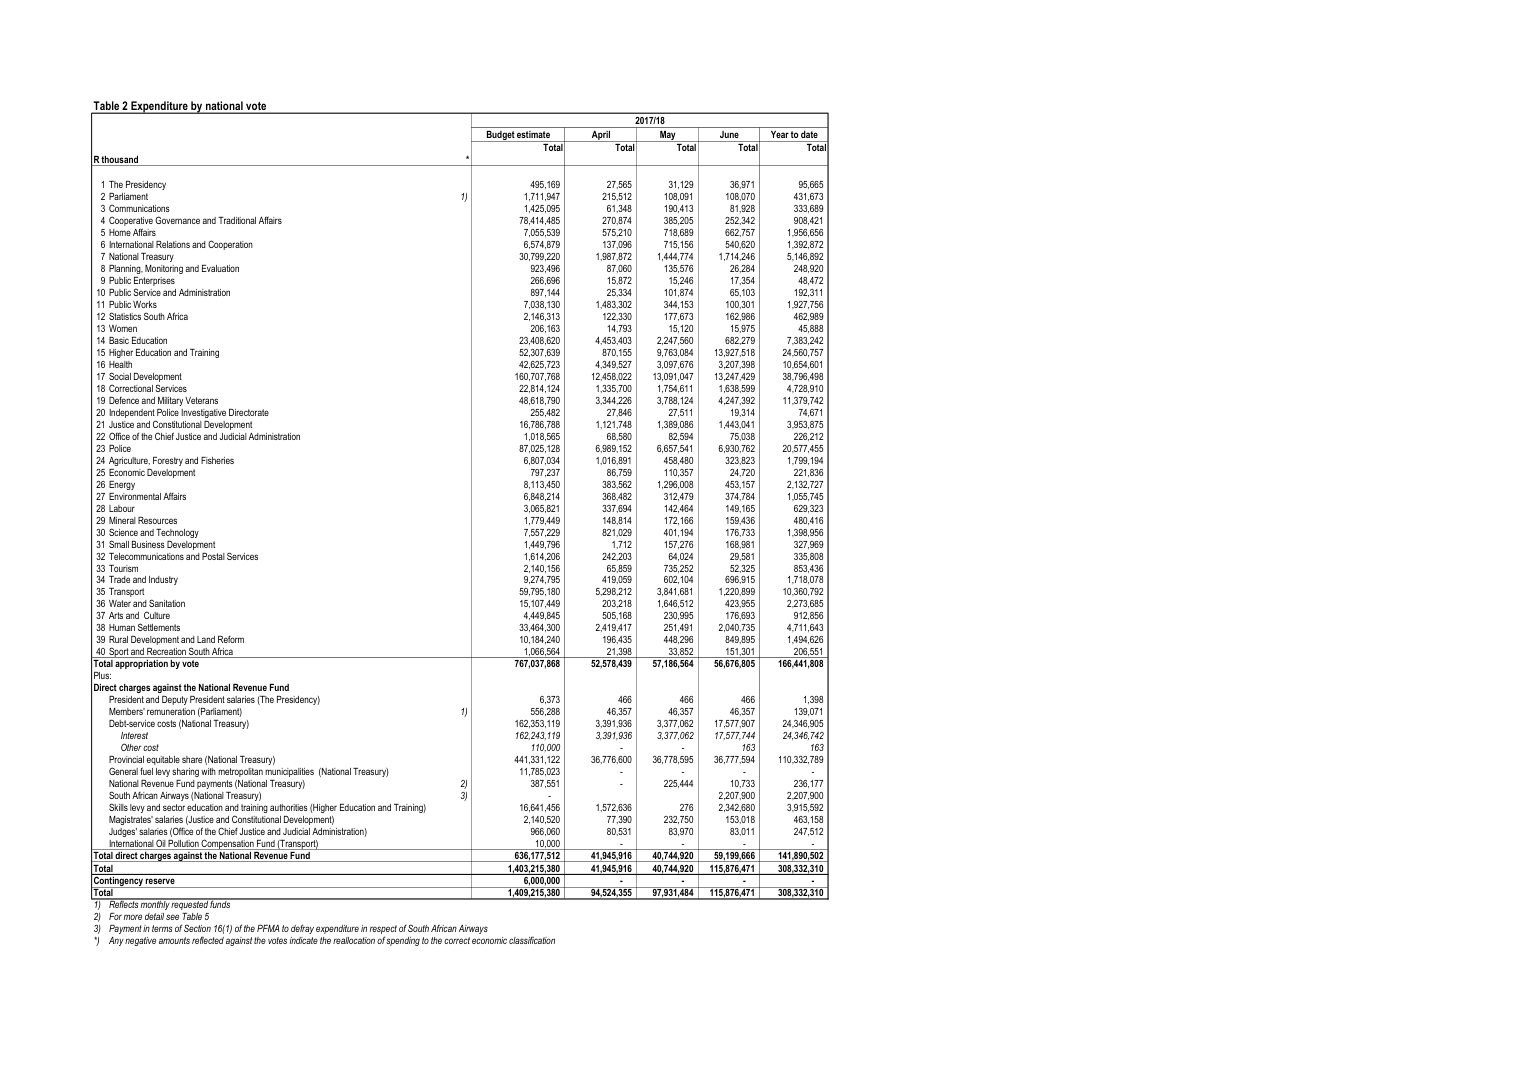 Table 2 Expenditure by national vote
2017/18
Budget estimate April May June Year to date
Total Total Total Total Total
R thousand *
1 The Presidency 495,169 27,565 31,129 36,971 95,665
2 Parliament 1) 1,711,947 215,512 108,091 108,070 431,673
3 Communications 1,425,095 61,348 190,413 81,928 333,689
4 Cooperative Governance and Traditional Affairs 78,414,485 270,874 385,205 252,342 908,421
5 Home Affairs 7,055,539 575,210 718,689 662,757 1,956,656
6 International Relations and Cooperation 6,574,879 137,096 715,156 540,620 1,392,872
7 National Treasury 30,799,220 1,987,872 1,444,774 1,714,246 5,146,892
8 Planning, Monitoring and Evaluation 923,496 87,060 135,576 26,284 248,920
9 Public Enterprises 266,696 15,872 15,246 17,354 48,472
10 Public Service and Administration 897,144 25,334 101,874 65,103 192,311
11 Public Works 7,038,130 1,483,302 344,153 100,301 1,927,756
12 Statistics South Africa 2,146,313 122,330 177,673 162,986 462,989
13 Women 206,163 14,793 15,120 15,975 45,888
14 Basic Education 23,408,620 4,453,403 2,247,560 682,279 7,383,242
15 Higher Education and Training 52,307,639 870,155 9,763,084 13,927,518 24,560,757
16 Health 42,625,723 4,349,527 3,097,676 3,207,398 10,654,601
17 Social Development 160,707,768 12,458,022 13,091,047 13,247,429 38,796,498
18 Correctional Services 22,814,124 1,335,700 1,754,611 1,638,599 4,728,910
19 Defence and Military Veterans 48,618,790 3,344,226 3,788,124 4,247,392 11,379,742
20 Independent Police Investigative Directorate 255,482 27,846 27,511 19,314 74,671
21 Justice and Constitutional Development 16,786,788 1,121,748 1,389,086 1,443,041 3,953,875
22 Office of the Chief Justice and Judicial Administration 1,018,565 68,580 82,594 75,038 226,212
23 Police 87,025,128 6,989,152 6,657,541 6,930,762 20,577,455
24 Agriculture, Forestry and Fisheries 6,807,034 1,016,891 458,480 323,823 1,799,194
25 Economic Development 797,237 86,759 110,357 24,720 221,836
26 Energy 8,113,450 383,562 1,296,008 453,157 2,132,727
27 Environmental Affairs 6,848,214 368,482 312,479 374,784 1,055,745
28 Labour 3,065,821 337,694 142,464 149,165 629,323
29 Mineral Resources 1,779,449 148,814 172,166 159,436 480,416
30 Science and Technology 7,557,229 821,029 401,194 176,733 1,398,956
31 Small Business Development 1,449,796 1,712 157,276 168,981 327,969
32 Telecommunications and Postal Services 1,614,206 242,203 64,024 29,581 335,808
33 Tourism 2,140,156 65,859 735,252 52,325 853,436
34 Trade and Industry 9,274,795 419,059 602,104 696,915 1,718,078
35 Transport 59,795,180 5,298,212 3,841,681 1,220,899 10,360,792
36 Water and Sanitation 15,107,449 203,218 1,646,512 423,955 2,273,685
37 Arts and Culture 4,449,845 505,168 230,995 176,693 912,856
38 Human Settlements 33,464,300 2,419,417 251,491 2,040,735 4,711,643
39 Rural Development and Land Reform 10,184,240 196,435 448,296 849,895 1,494,626
40 Sport and Recreation South Africa 1,066,564 21,398 33,852 151,301 206,551
Total appropriation by vote 767,037,868 52,578,439 57,186,564 56,676,805 166,441,808
Plus:
Direct charges against the National Revenue Fund
President and Deputy President salaries (The Presidency) 6,373 466 466 466 1,398
Members' remuneration (Parliament) 1) 556,288 46,357 46,357 46,357 139,071
Debt-service costs (National Treasury) 162,353,119 3,391,936 3,377,062 17,577,907 24,346,905
Interest 162,243,119 3,391,936 3,377,062 17,577,744 24,346,742
Other cost 110,000 - - 163 163
Provincial equitable share (National Treasury) 441,331,122 36,776,600 36,778,595 36,777,594 110,332,789
General fuel levy sharing with metropolitan municipalities (National Treasury) 11,785,023 - - - -
National Revenue Fund payments (National Treasury) 2) 387,551 - 225,444 10,733 236,177
South African Airways (National Treasury) 3) - 2,207,900 2,207,900
Skills levy and sector education and training authorities (Higher Education and Training) 16,641,456 1,572,636 276 2,342,680 3,915,592
Magistrates' salaries (Justice and Constitutional Development) 2,140,520 77,390 232,750 153,018 463,158
Judges' salaries (Office of the Chief Justice and Judicial Administration) 966,060 80,531 83,970 83,011 247,512
International Oil Pollution Compensation Fund (Transport) 10,000 - - - -
Total direct charges against the National Revenue Fund 636,177,512 41,945,916 40,744,920 59,199,666 141,890,502
Total 1,403,215,380 41,945,916 40,744,920 115,876,471 308,332,310
Contingency reserve 6,000,000 - - - -
Total 1,409,215,380 94,524,355 97,931,484 115,876,471 308,332,310
1) Reflects monthly requested funds
2) For more detail see Table 5
3) Payment in terms of Section 16(1) of the PFMA to defray expenditure in respect of South African Airways
*) Any negative amounts reflected against the votes indicate the reallocation of spending to the correct economic classification